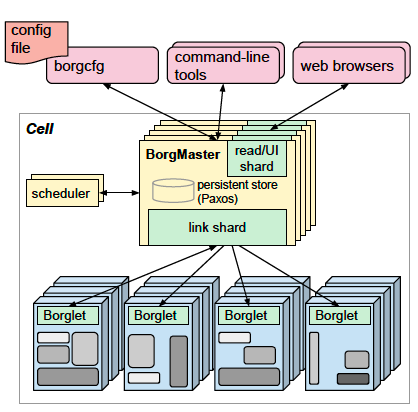 config
file
borgcfg
command-line
tools
web browsers
Cell
BorgMaster
read/UI
shard
persistent store
(Paxos)
scheduler
link shard
Borglet
Borglet
Borglet
Borglet